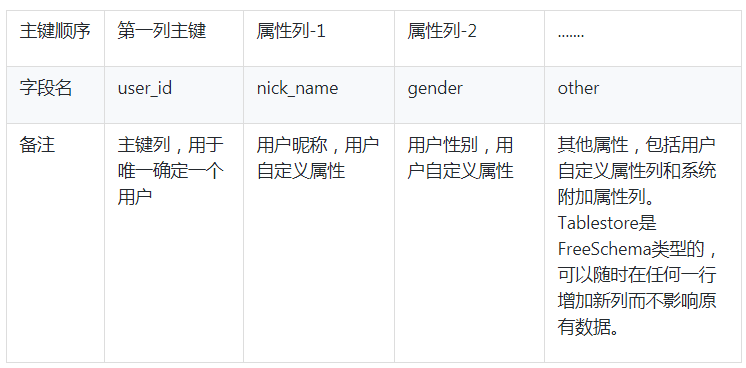 主键顺序
第一列主键
属性列-1
属性列-2
.......
字段名
user_id
nick_name
gender
other
备注
主键列，用于
唯一确定一个
用户
用户昵称，用户
自定义属性
用户性别，用
户自定义属性
其他属性，包括用户
自定义属性列和系统
附加属性列。
Tablestore是
FreeSchema类型的，
可以随时在任何一行
增加新列而不影响原
有数据。